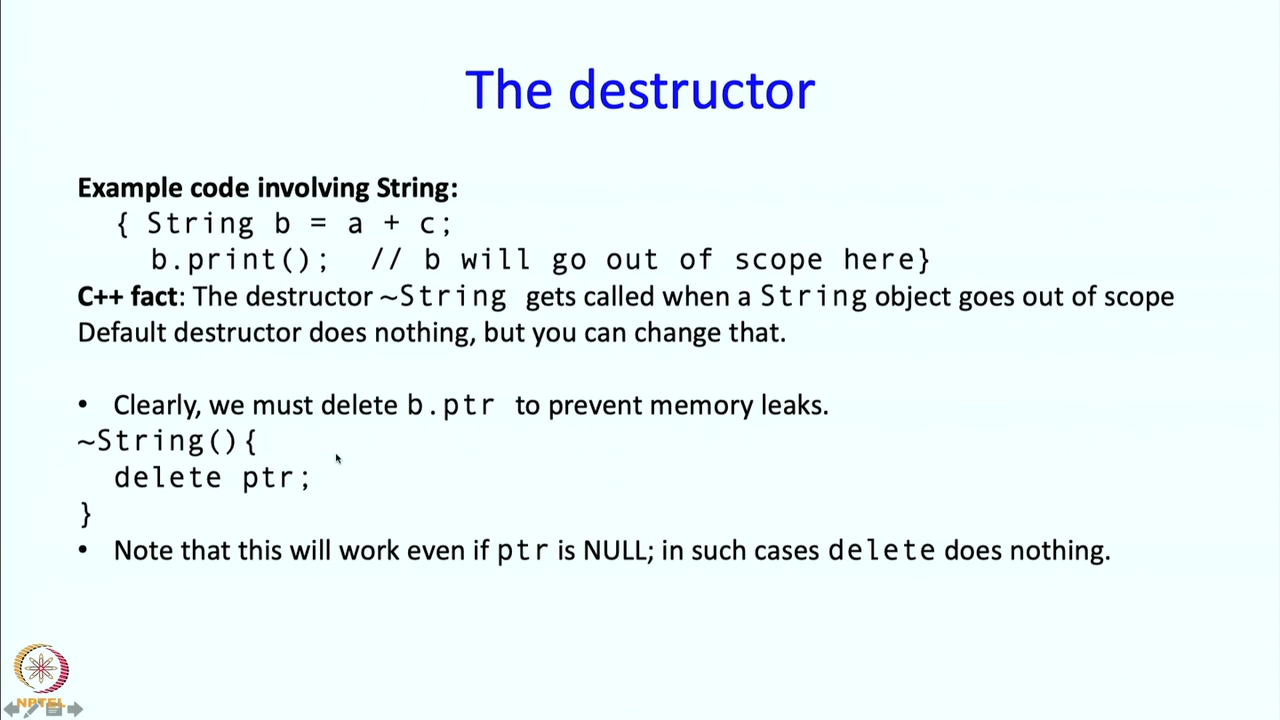 The destructor
Example code involving String:
{ String b = a + c;
b.print(); // b will go out of scope here}
C++ fact: The destructor ~String gets called when a String object goes out of scope
Default destructor does nothing, but you can change that.
• Clearly, we must delete b.ptr to prevent memory leaks.
~String(){
delete ptr;
}
• Note that this will work even if ptr is NULL; in such cases delete does nothing.
NPTEL